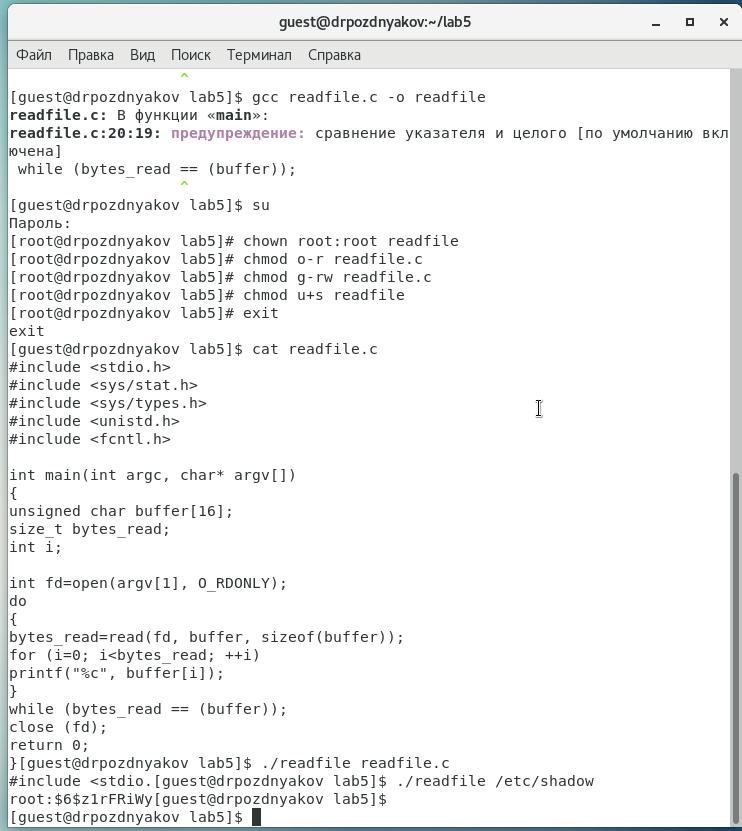 guest@drpozdnyakov:~/lab5
Файл Правка Вид Поиск Терминал Справка
^
[guest@drpozdnyakov lab5]$ gcc readfile.c -o readfile
readfile.c: В функции «main»:
readfile.c:20:19: предупреждение: сравнение указателя и целого [по умолчанию вкл
ючена]
 while (bytes_read == (buffer));
^
[guest@drpozdnyakov lab5]$ su
Пароль:
[root@drpozdnyakov lab5]# chown root:root readfile
[root@drpozdnyakov lab5]# chmod o-r readfile.c
[root@drpozdnyakov lab5]# chmod g-rw readfile.c
[root@drpozdnyakov lab5]# chmod u+s readfile
[root@drpozdnyakov lab5]# exit
exit
[guest@drpozdnyakov lab5]$ cat readfile.c
#include <stdio.h>
#include <sys/stat.h>
#include <sys/types.h>
#include <unistd.h>
#include <fcntl.h>
int main(int argc, char* argv[])
{
unsigned char buffer[16];
size_t bytes_read;
int i;
int fd=open(argv[1], O_RDONLY);
do
{
bytes_read=read(fd, buffer, sizeof(buffer));
for (i=0; i<bytes_read; ++i)
printf("%c", buffer[i]);
}
while (bytes_read == (buffer));
close (fd);
return 0;
}[guest@drpozdnyakov lab5]$ ./readfile readfile.c
#include <stdio.[guest@drpozdnyakov lab5]$ ./readfile /etc/shadow
root:$6$z1rFRiWy[guest@drpozdnyakov lab5]$
[guest@drpozdnyakov lab5]$